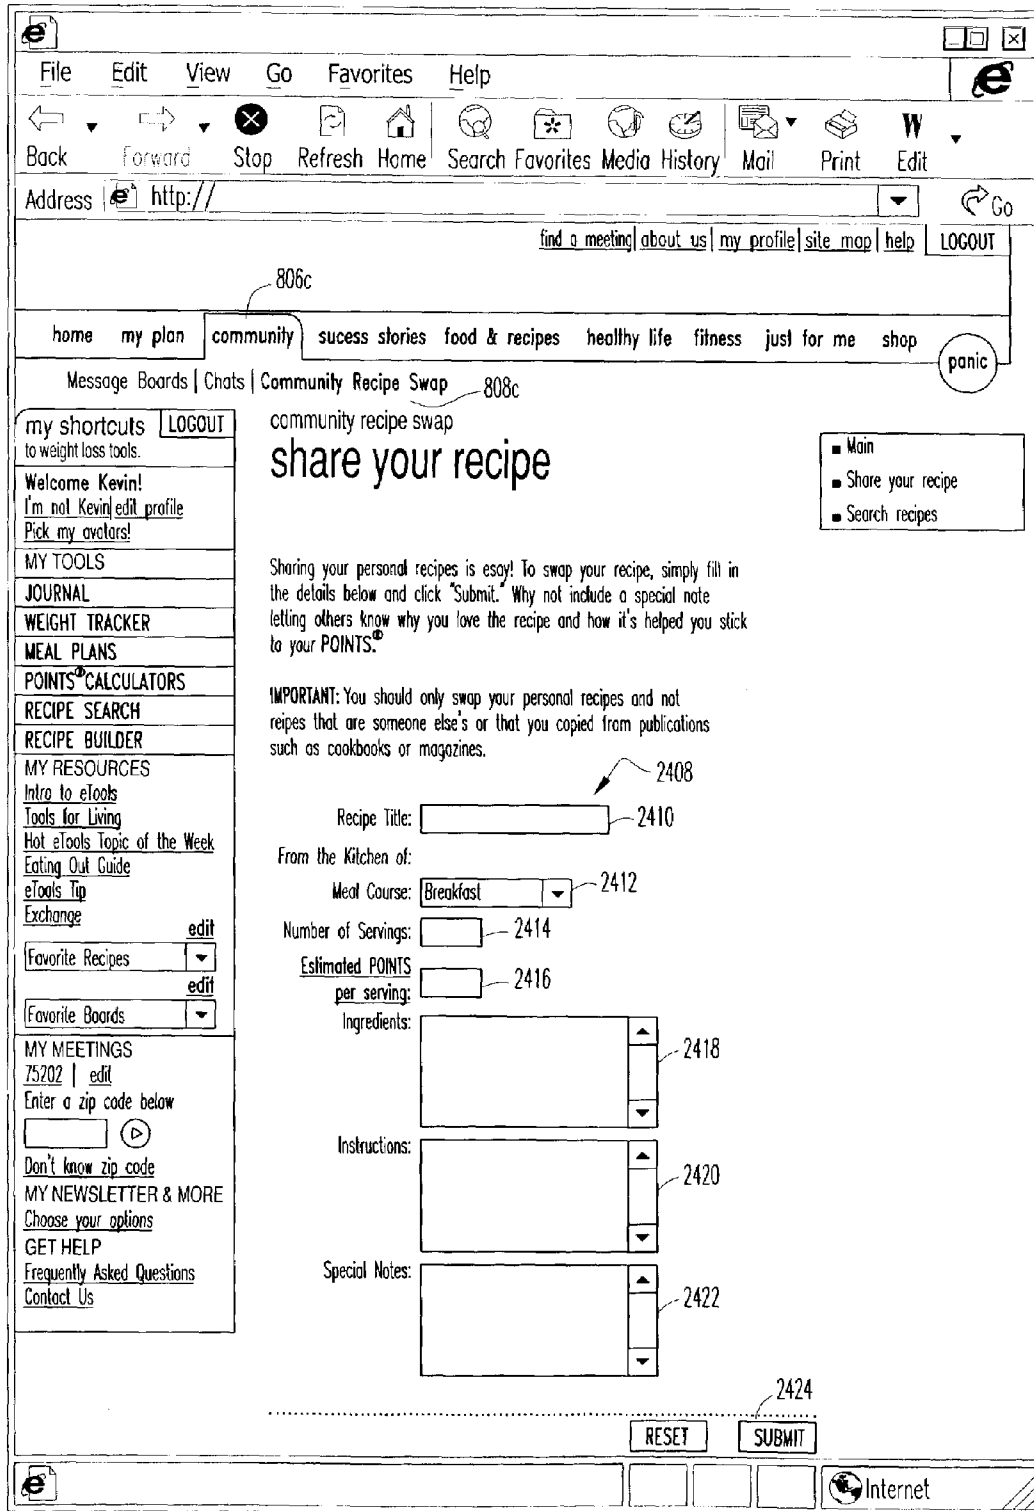 File Edit View Go Favorites Help
Back Forward Stop Refresh Home Search Favorites Media History Mail Print Edit
Address http:// Go
find a meeting | about us | my profile | site map | help LOGOUT
806c
home my plan community sucess stories food & recipes healthy life fitness just for me shop
panic
Message Boards | Chats | Community Recipe Swap 808c
my shortcuts LOGOUT
to weight loss tools.
Welcome Kevin!
I'm not Kevin | edit profile
Pick my avatars!
MY TOOLS
JOURNAL
WEIGHT TRACKER
MEAL PLANS
POINTS® CALCULATORS
RECIPE SEARCH
RECIPE BUILDER
MY RESOURCES
Intro to eTools
Tools for Living
Hot eTools Topic of the Week
Eating Out Guide
eTools Tip
Exchange
edit
Favorite Recipes
edit
Favorite Boards
MY MEETINGS
75202 | edit
Enter a zip code below
Don't know zip code
MY NEWSLETTER & MORE
Choose your options
GET HELP
Frequently Asked Questions
Contact Us
community recipe swap
share your recipe
Main
Share your recipe
Search recipes
Sharing your personal recipes is esay! To swap your recipe, simply fill in
the details below and click "Submit." Why not include a special note
letting others know why you love the recipe and how it's helped you stick
to your POINTS.®
IMPORTANT: You should only swap your personal recipes and not
reipes that are someone else's or that you copied from publications
such as cookbooks or magazines.
2408
Recipe Title: 2410
From the Kitchen of:
Meal Course: Breakfast 2412
Number of Servings: 2414
Estimated POINTS
per serving: 2416
Ingredients:
2418
Instructions:
2420
Special Notes:
2422
2424
RESET SUBMIT
Internet